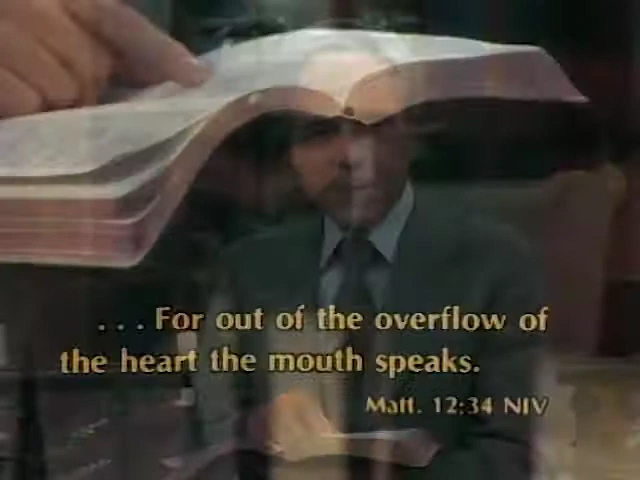 . . . For out of the overflow of
the heart the mouth speaks.
Matt. 12:34 NIV